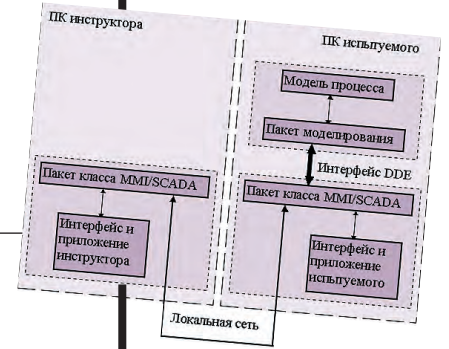 ПК инструктора
ПК испытуемого
Модель процесса
Пакет моделирования
Интерфейс DDE
Пакет класса MMI/SCADA
Пакет класса MMI/SCADA
Интерфейс и
приложение
инструктора
Интерфейс и
приложение
испытуемого
Локальная сеть